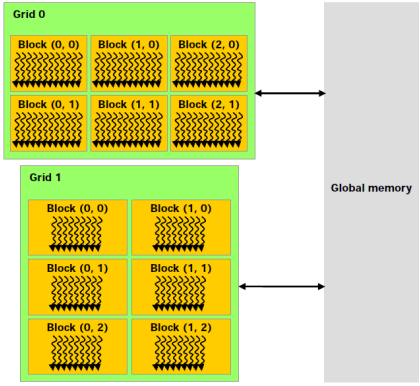 Grid 0
Block (0, 0) Block (1, 0) Block (2, 0)
Block (0, 1) Block (1, 1) Block (2, 1)
Global memory
Grid 1
Block (0, 0) Block (1, 0)
Block (0, 1) Block (1, 1)
Block (0, 2) Block (1, 2)